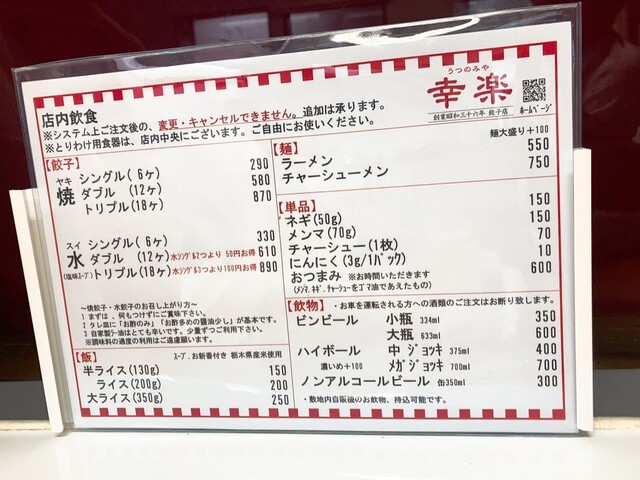 店内飲食
※システム上ご注文後の、変更・キャンセルできません。追加は承ります。
※とりわけ用食器は、店内中央にございます。ご自由にお使いください。
うつのみや
幸楽
創業昭和三十六年 餃子店
ホームページ
【餃子】
ヤキ 焼
シングル(6ヶ) 290
ダブル (12ヶ) 580
トリプル(18ヶ) 870
スイ 水 (塩味スープ)
シングル(6ヶ) 330
ダブル (12ヶ) 水シングル2つより 50円お得 610
トリプル(18ヶ) 水シングル3つより100円お得 890
～焼餃子・水餃子のお召し上がり方～
1 まずは、何もつけずにご賞味下さい。
2 タレ皿に「お酢のみ」「お酢多めの醤油少し」が基本です。
3 自家製ラー油はとても辛いです。少量ずつご利用下さい。
※調味料の過度の利用はご遠慮願います。
【飯】 スープ、お新香付き 栃木県産米使用
半ライス(130g) 150
ライス(200g) 200
大ライス(350g) 250
【麺】 麺大盛り+100
ラーメン 550
チャーシューメン 750
【単品】
ネギ(50g) 150
メンマ(70g) 150
チャーシュー(1枚) 70
にんにく(3g/1パック) 10
おつまみ ※お時間いただきます 600
(メンマ、ネギ、チャーシューをゴマ油であえたもの)
【飲物】・お車を運転される方への酒類のご注文はお断り致します。
ビンビール 小瓶 334ml 350
大瓶 633ml 600
ハイボール 中 ジョッキ 375ml 400
濃いめ+100 メガジョッキ 700ml 700
ノンアルコールビール 缶350ml 300
・敷地内自販後のお飲物、持込可能です。